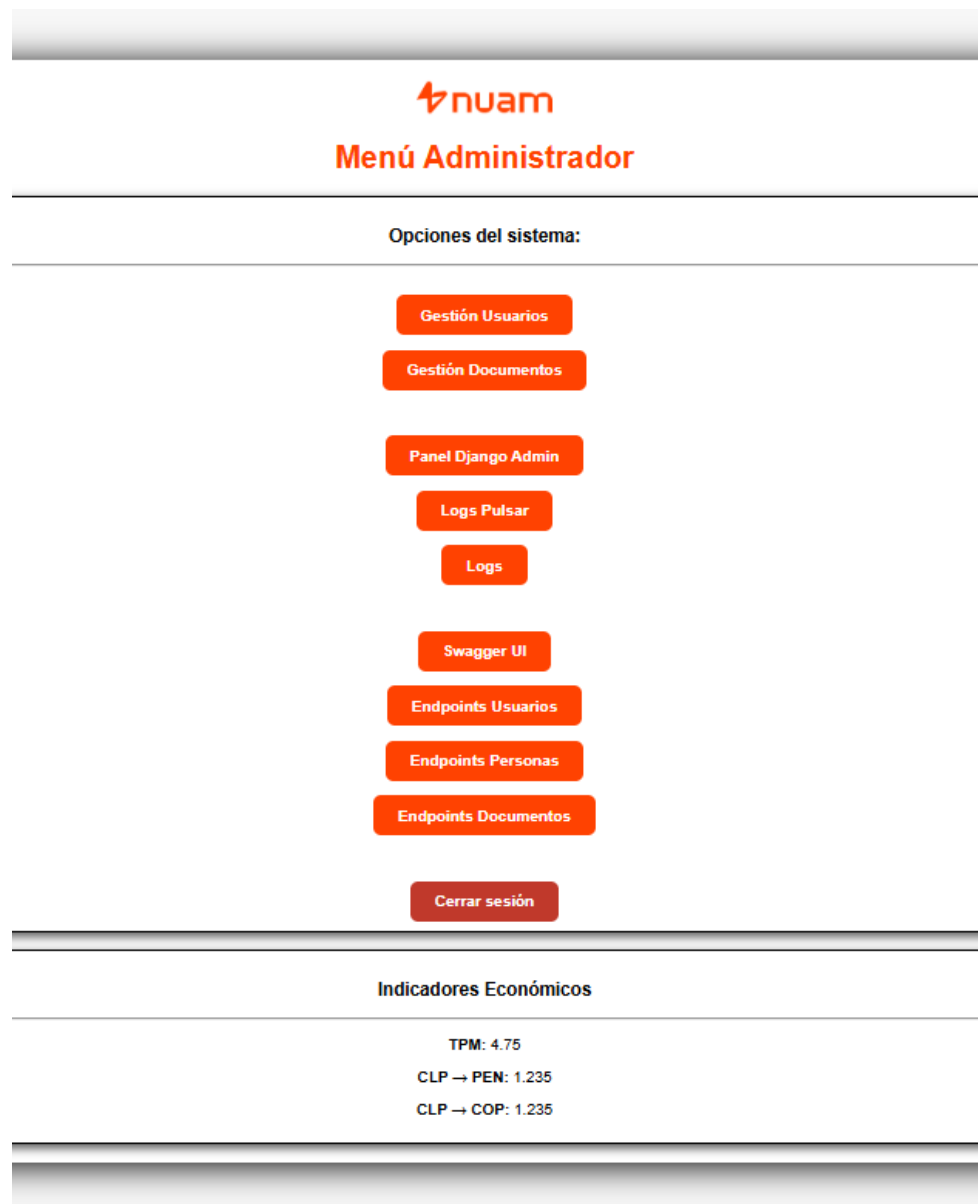 nuam
Menú Administrador
Opciones del sistema:
Gestión Usuarios
Gestión Documentos
Panel Django Admin
Logs Pulsar
Logs
Swagger UI
Endpoints Usuarios
Endpoints Personas
Endpoints Documentos
Cerrar sesión
Indicadores Económicos
TPM: 4.75
CLP → PEN: 1.235
CLP → COP: 1.235